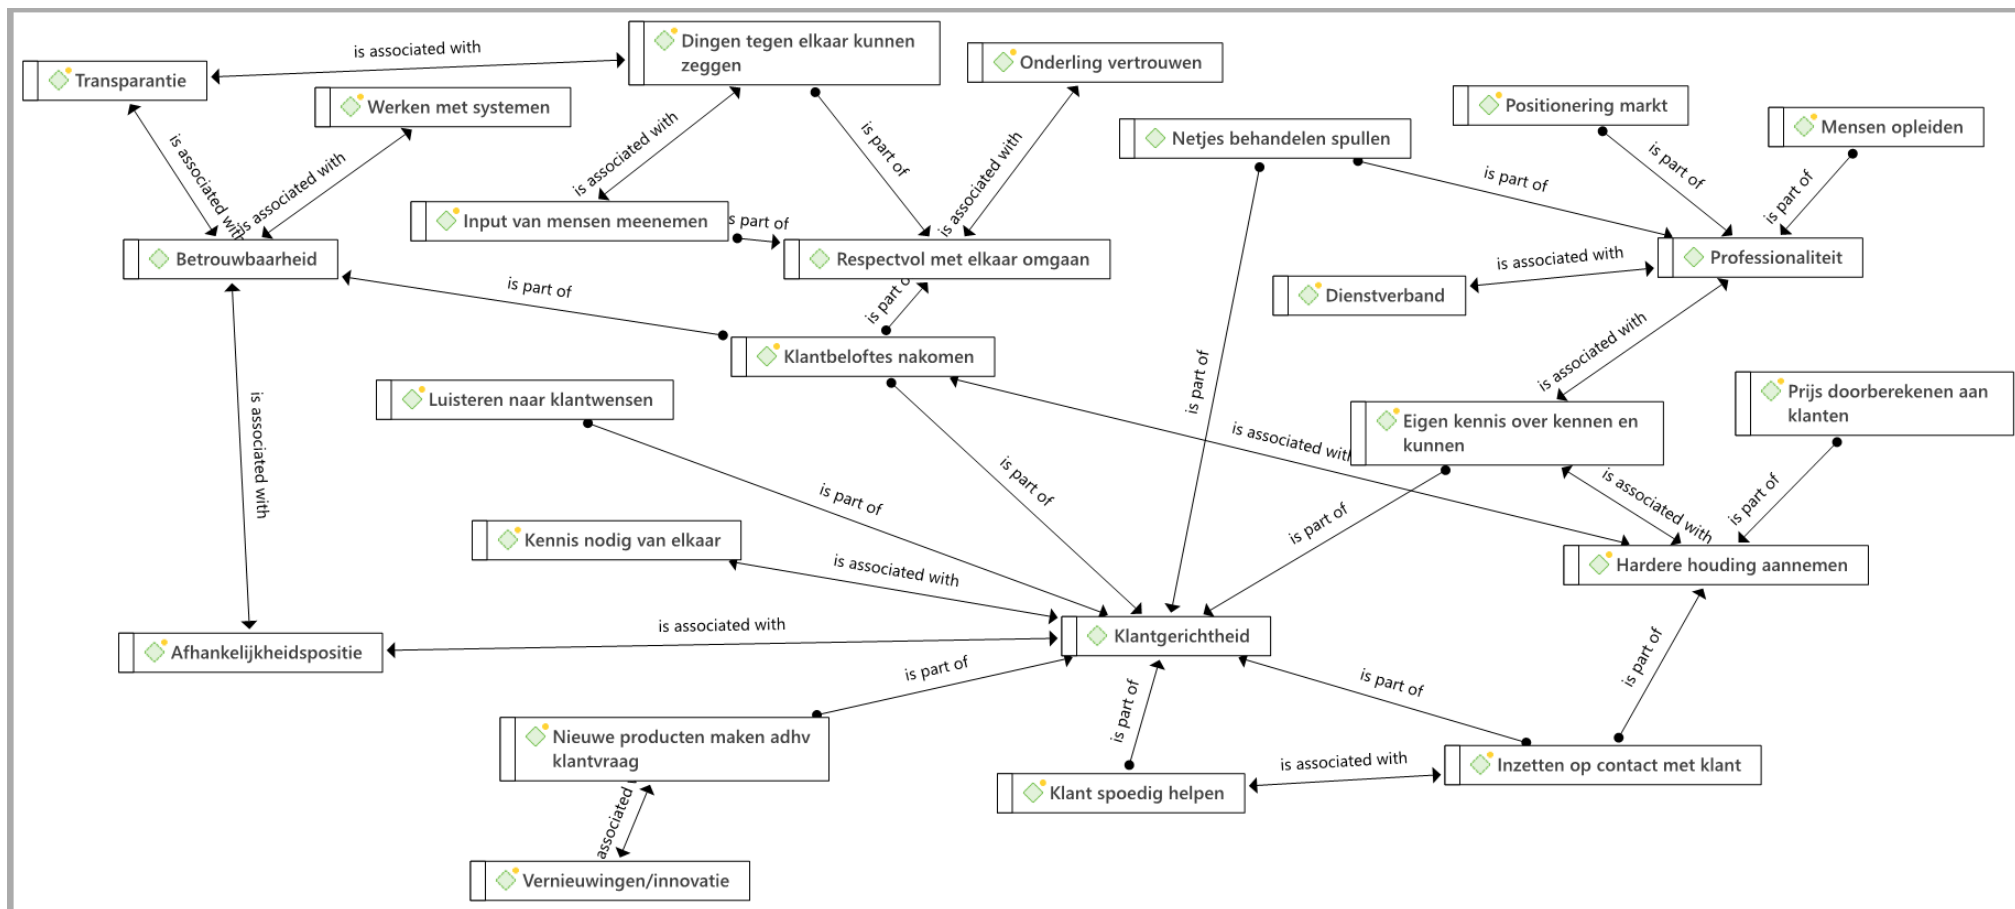 is associated with
Dingen tegen elkaar kunnen
zeggen
Onderling vertrouwen
Transparantie
Werken met systemen
Positionering markt
Mensen opleiden
Netjes behandelen spullen
is associated with
is associated with
is associated with
is part of
is associated with
is part of
is part of
is part of
Input van mensen meenemen
is part of
Betrouwbaarheid
Respectvol met elkaar omgaan
Professionaliteit
is associated with
Dienstverband
is part of
is part of
Klantbeloftes nakomen
is associated with
is part of
Luisteren naar klantwensen
Prijs doorberekenen aan
klanten
Eigen kennis over kennen en
kunnen
is associated with
is associated with
is part of
is part of
is associated with
is part of
is part of
Kennis nodig van elkaar
is associated with
Hardere houding aannemen
is associated with
Klantgerichtheid
Afhankelijkheidspositie
is part of
is part of
is part of
is part of
Nieuwe producten maken adhv
klantvraag
is associated with
Inzetten op contact met klant
Klant spoedig helpen
associated
Vernieuwingen/innovatie